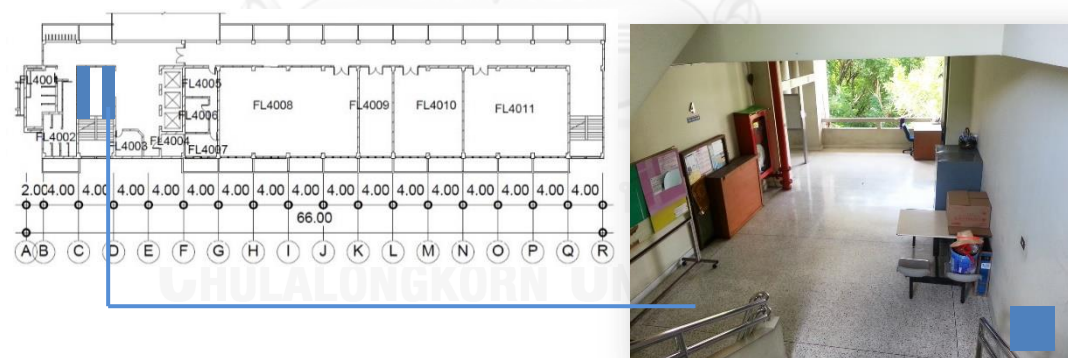 FL4001
FL4002
FL4003
FL4004
FL4005
FL4006
FL4007
FL4008
FL4009
FL4010
FL4011
2.00 4.00 4.00 4.00 4.00 4.00 4.00 4.00 4.00 4.00 4.00 4.00 4.00 4.00 4.00 4.00 4.00
66.00
A B C D E F G H I J K L M N O P Q R
CHULALONGKORN UN
4